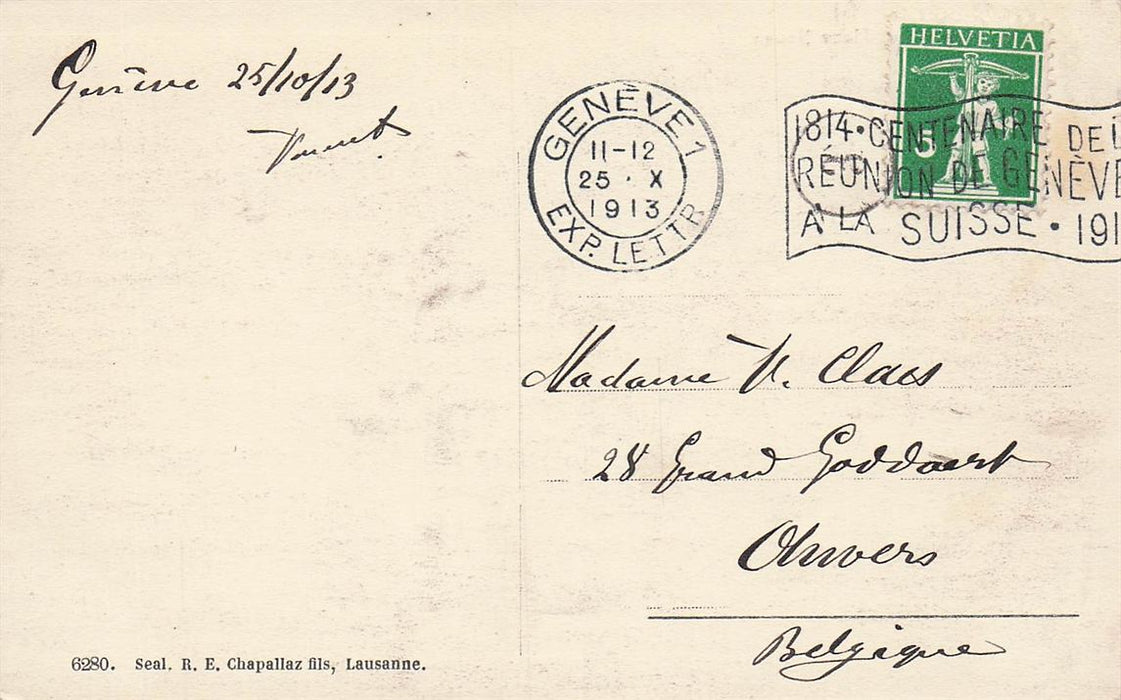 Genève 25/10/13
GENÈVE 1
11-12
25 · X
1913
EXP. LETTR
HELVETIA
5
1814 · CENTENAIRE DE L
RÉUNION DE GENÈVE
A LA SUISSE · 191
Madame V. Claes
28 Grand Goddaert
Anvers
Belgique
6280. Seal. R. E. Chapallaz fils, Lausanne.